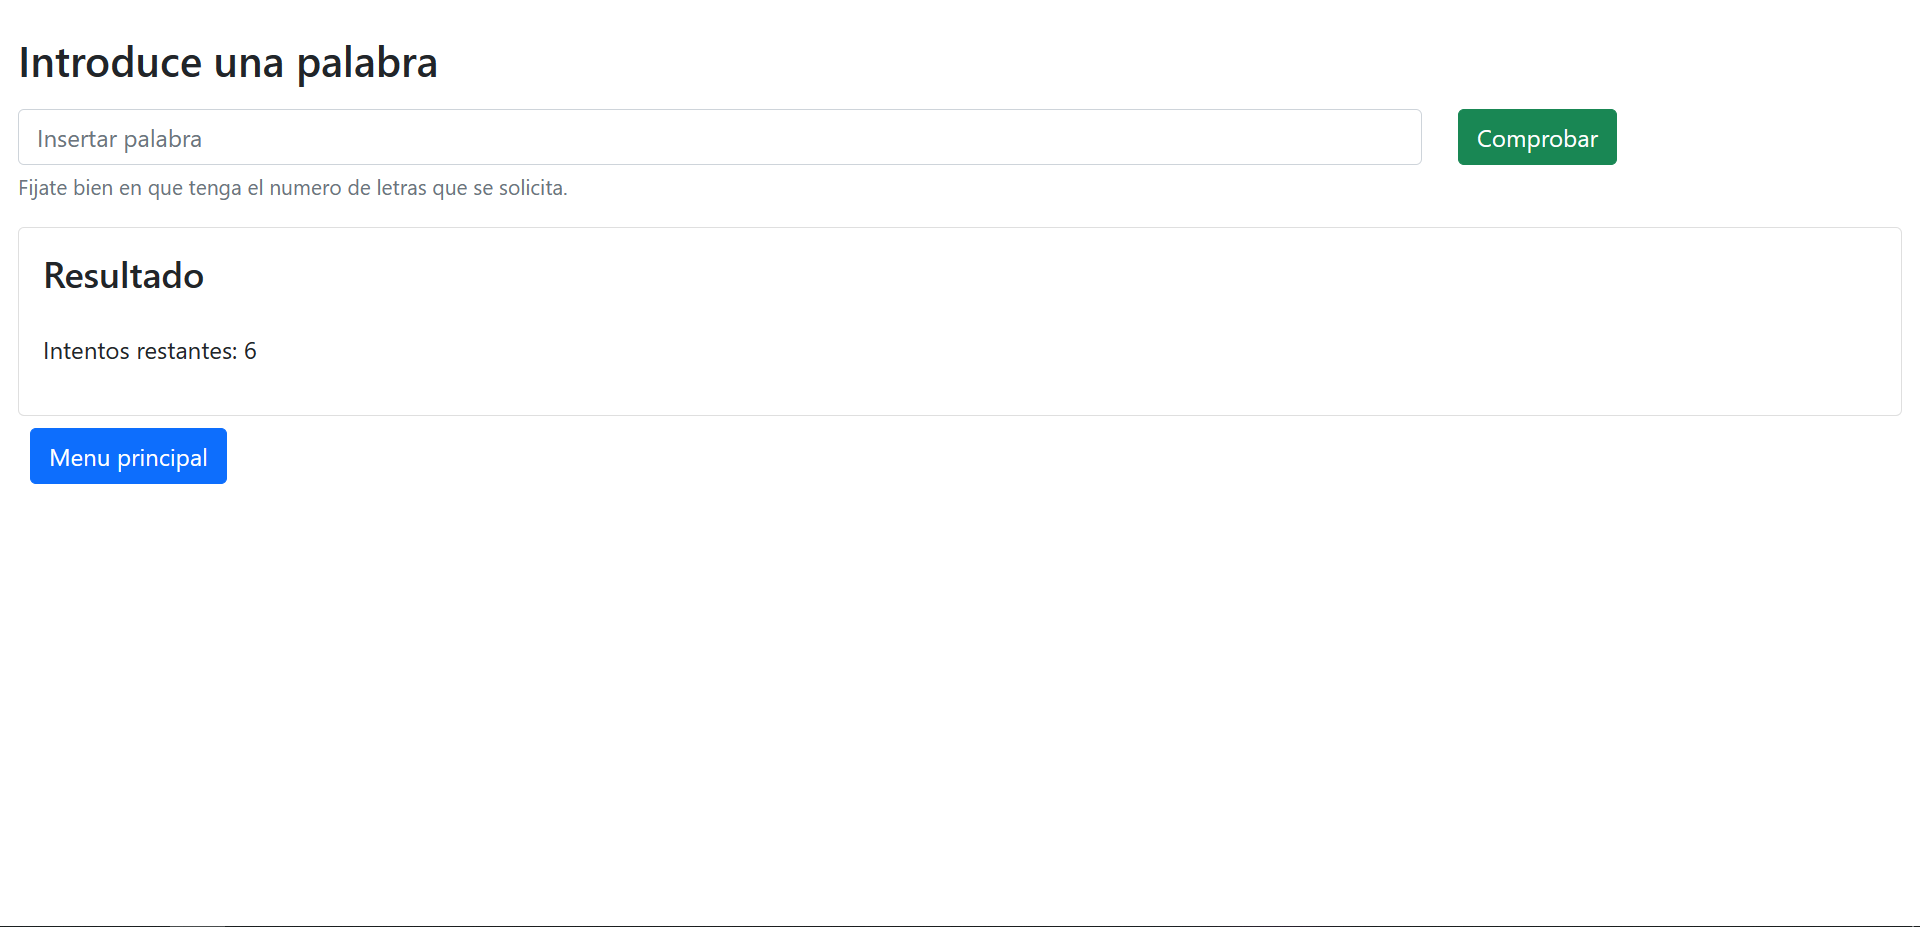 Introduce una palabra
Insertar palabra
Comprobar
Fijate bien en que tenga el numero de letras que se solicita.
Resultado
Intentos restantes: 6
Menu principal